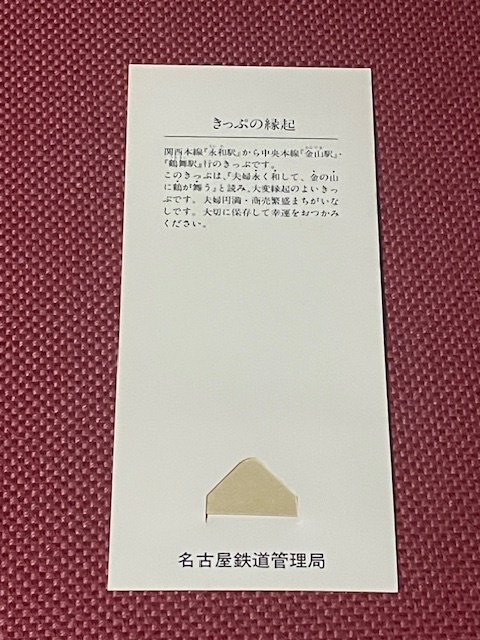 きっぷの縁起
関西本線『永和駅』から中央本線『金山駅』・
『鶴舞駅』行のきっぷです。
このきっぷは、『夫婦永く和して、金の山
に鶴が舞う』と読み、大変縁起のよいきっ
ぷです。夫婦円満・商売繁盛まちがいな
しです。大切に保存して幸運をおつかみ
ください。
名古屋鉄道管理局